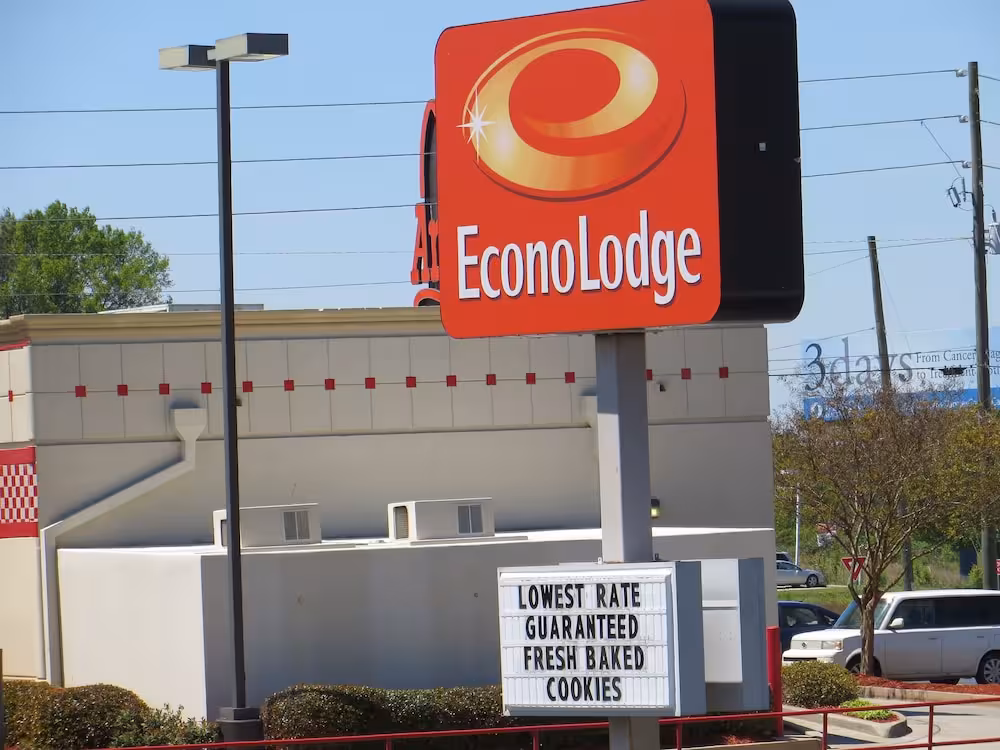 EconoLodge
LOWEST RATE
GUARANTEED
FRESH BAKED
COOKIES
3days From Cancer